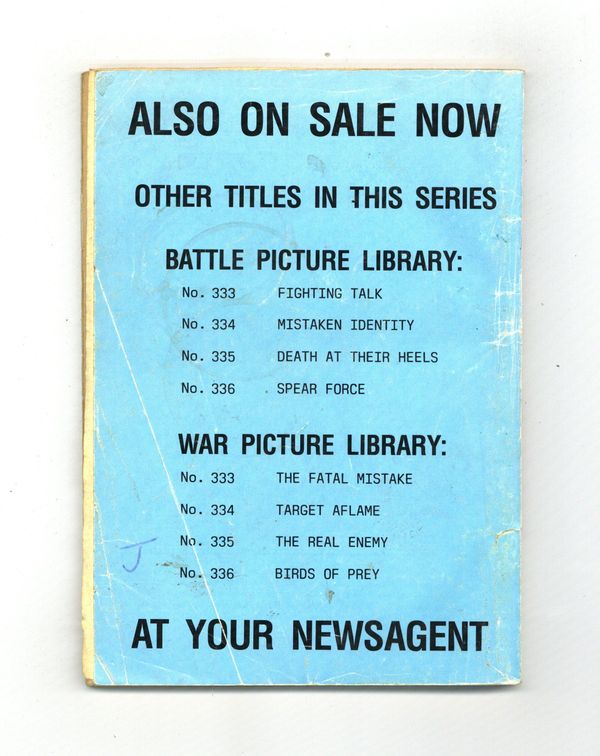 ALSO ON SALE NOW
OTHER TITLES IN THIS SERIES
BATTLE PICTURE LIBRARY:
No. 333 FIGHTING TALK
No. 334 MISTAKEN IDENTITY
No. 335 DEATH AT THEIR HEELS
No. 336 SPEAR FORCE
WAR PICTURE LIBRARY:
No. 333 THE FATAL MISTAKE
No. 334 TARGET AFLAME
No. 335 THE REAL ENEMY
No. 336 BIRDS OF PREY
J
AT YOUR NEWSAGENT